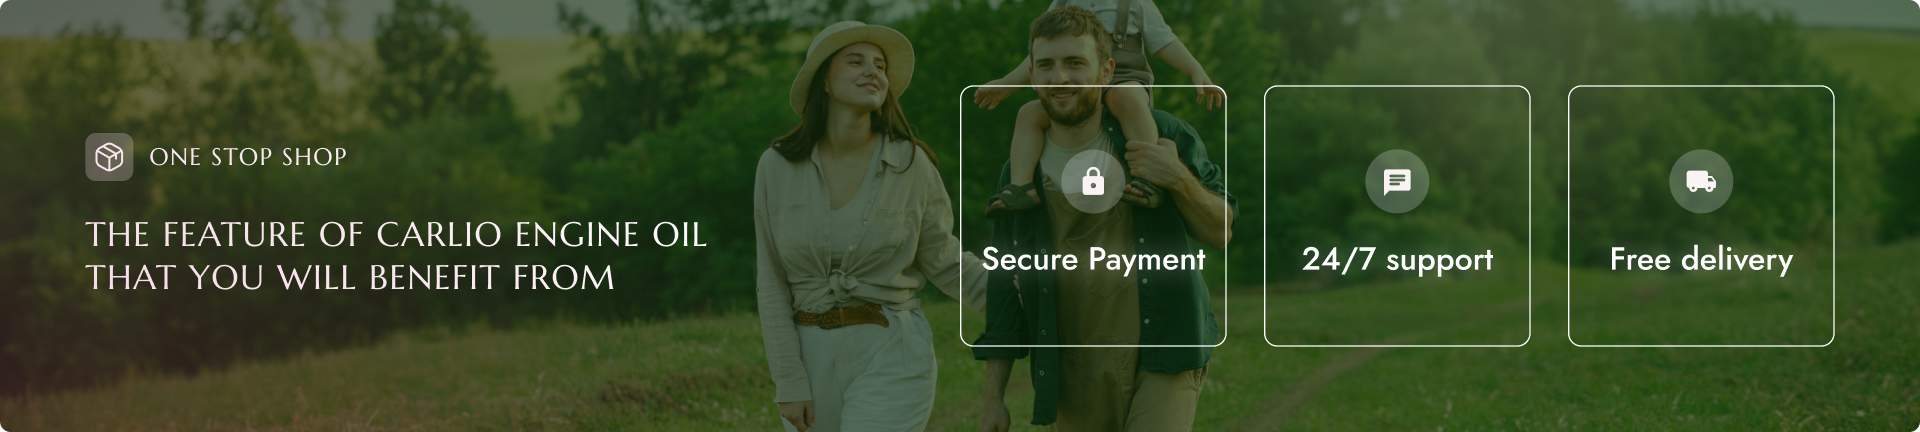 ONE STOP SHOP
THE FEATURE OF CARLIO ENGINE OIL
THAT YOU WILL BENEFIT FROM
Secure Payment
24/7 support
Free delivery